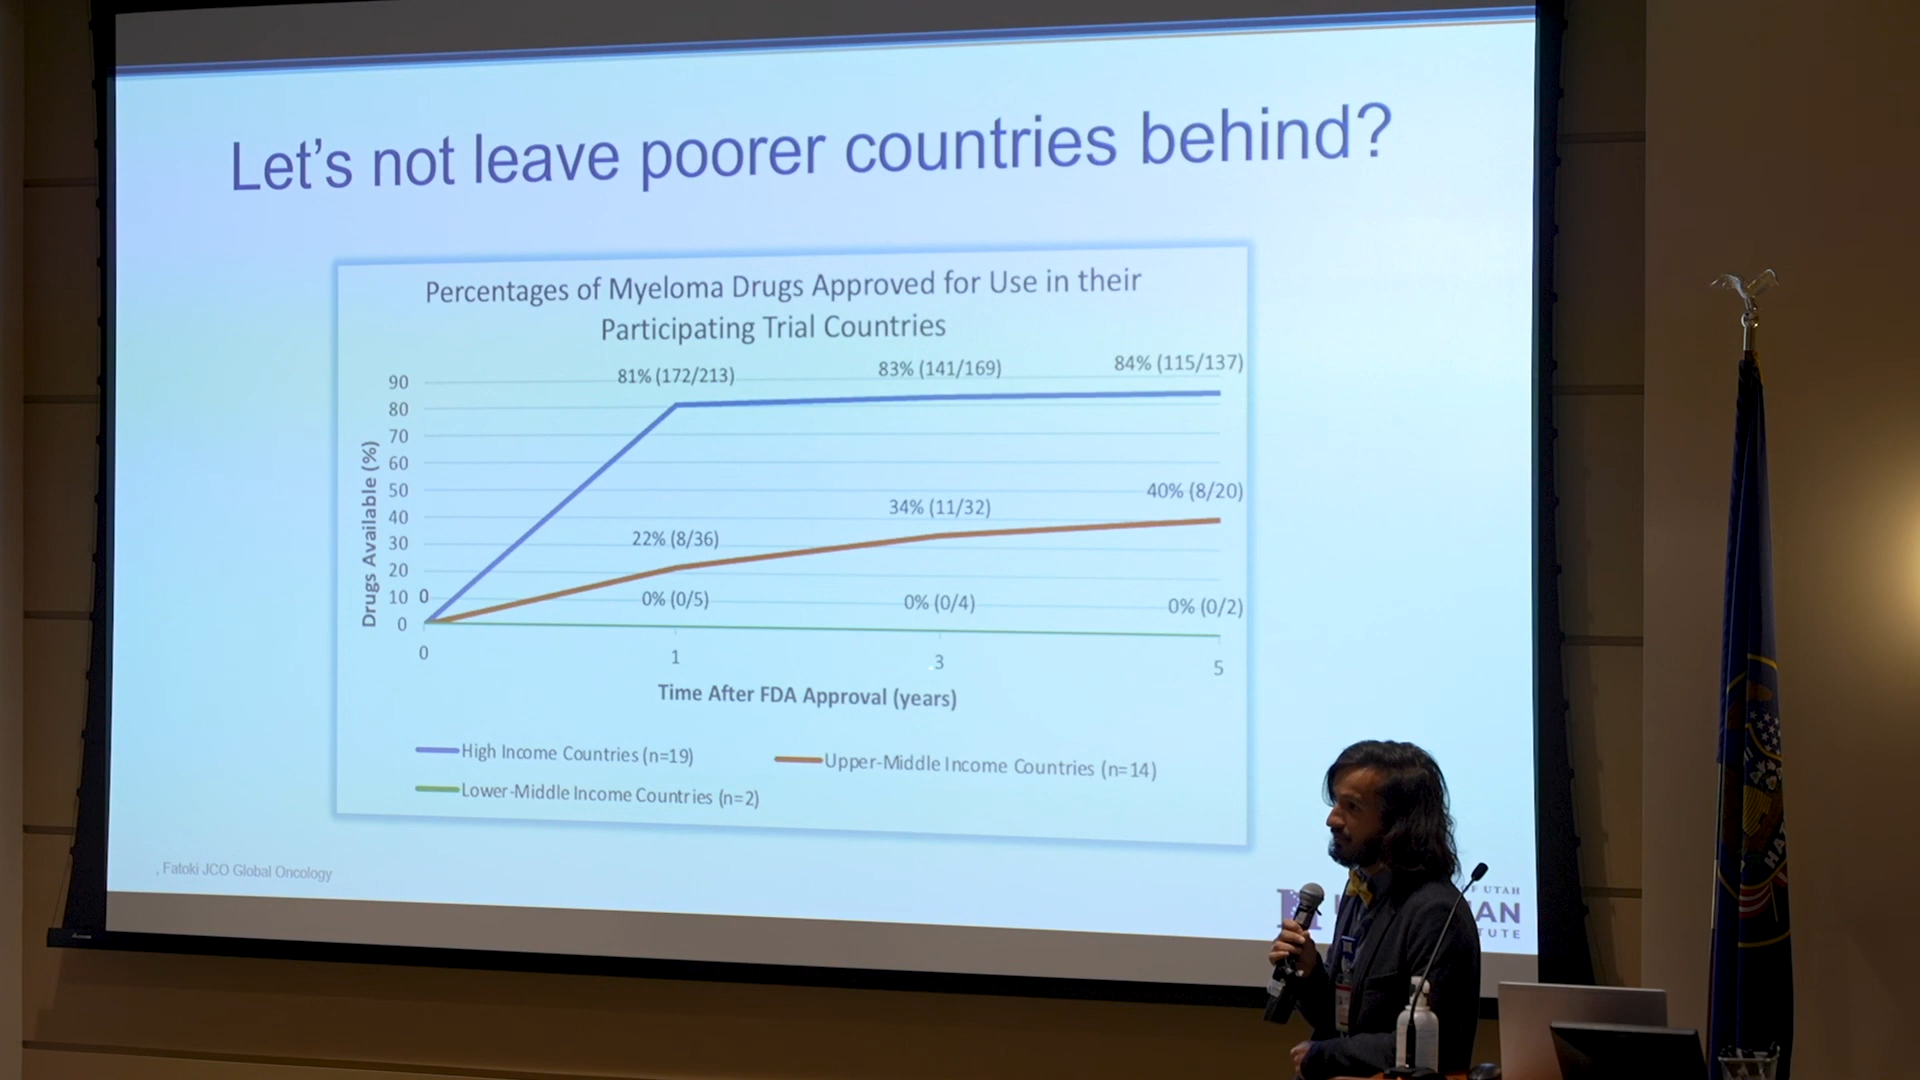 Let's not leave poorer countries behind?
Percentages of Myeloma Drugs Approved for Use in their
Participating Trial Countries
81% (172/213)
83% (141/169)
84% (115/137)
90
80
70
60
50
40
30
20
10
0
Drugs Available (%)
22% (8/36)
34% (11/32)
40% (8/20)
0
0% (0/5)
0% (0/4)
0% (0/2)
0
1
3
5
Time After FDA Approval (years)
High Income Countries (n=19)
Upper-Middle Income Countries (n=14)
Lower-Middle Income Countries (n=2)
, Fatoki JCO Global Oncology
F UTAH
AN
TUTE